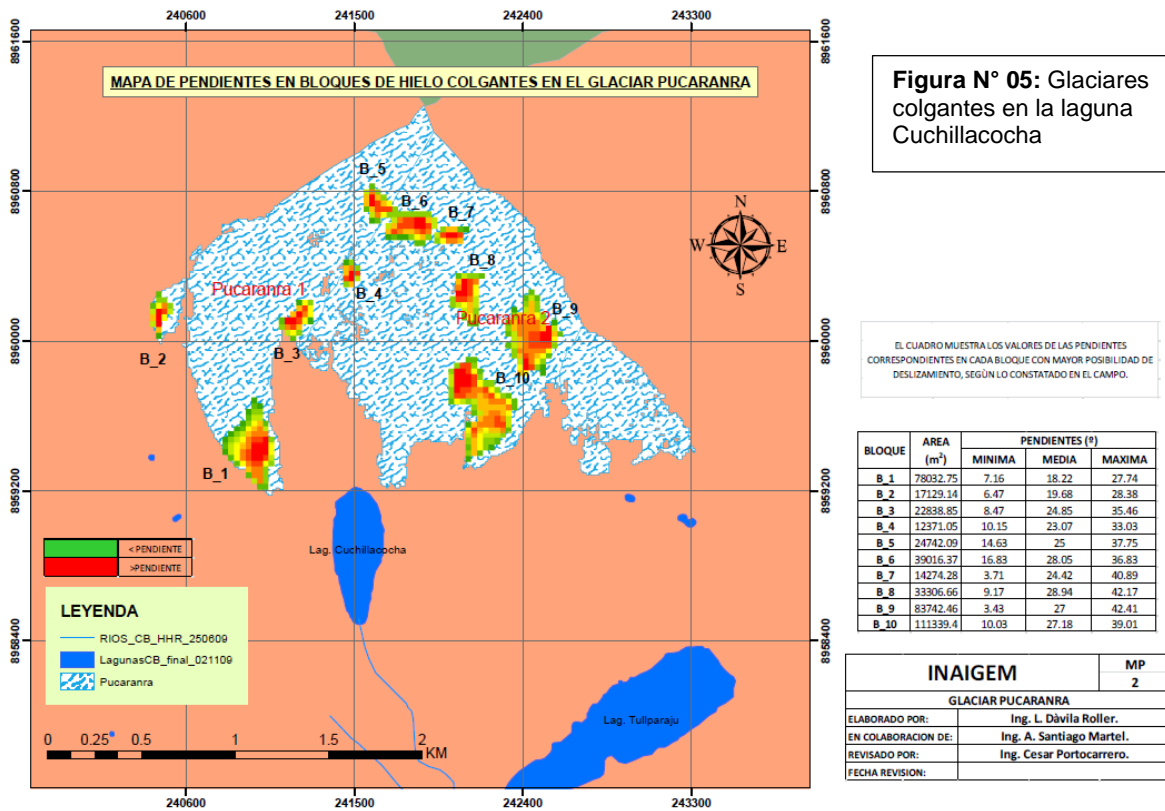 240600 241500 242400 243300
8961600 8961600
MAPA DE PENDIENTES EN BLOQUES DE HIELO COLGANTES EN EL GLACIAR PUCARANRA
Figura N° 05: Glaciares
colgantes en la laguna
Cuchillacocha
8960800 8960800
B_5
B_6
B_7
N
W E
S
B_8
Pucaranra 1
B_4
B_9
Pucaranra 2
8960000 8960000
B_2
B_3
B_10
B_1
8959200 8959200
Lag. Cuchillacocha
< PENDIENTE
>PENDIENTE
LEYENDA
RIOS_CB_HHR_250609
LagunasCB_final_021109
Pucaranra
8958400 8958400
Lag. Tullparaju
0 0.25 0.5 1 1.5 2
KM
240600 241500 242400 243300
EL CUADRO MUESTRA LOS VALORES DE LAS PENDIENTES
CORRESPONDIENTES EN CADA BLOQUE CON MAYOR POSIBILIDAD DE
DESLIZAMIENTO, SEGÙN LO CONSTATADO EN EL CAMPO.
BLOQUE AREA (m²) PENDIENTES (º)
MINIMA MEDIA MAXIMA
B_1 78032.75 7.16 18.22 27.74
B_2 17129.14 6.47 19.68 28.38
B_3 22838.85 8.47 24.85 35.46
B_4 12371.05 10.15 23.07 33.03
B_5 24742.09 14.63 25 37.75
B_6 39016.37 16.83 28.05 36.83
B_7 14274.28 3.71 24.42 40.89
B_8 33306.66 9.17 28.94 42.17
B_9 83742.46 3.43 27 42.41
B_10 111339.4 10.03 27.18 39.01
INAIGEM MP
2
GLACIAR PUCARANRA
ELABORADO POR: Ing. L. Dàvila Roller.
EN COLABORACION DE: Ing. A. Santiago Martel.
REVISADO POR: Ing. Cesar Portocarrero.
FECHA REVISION: